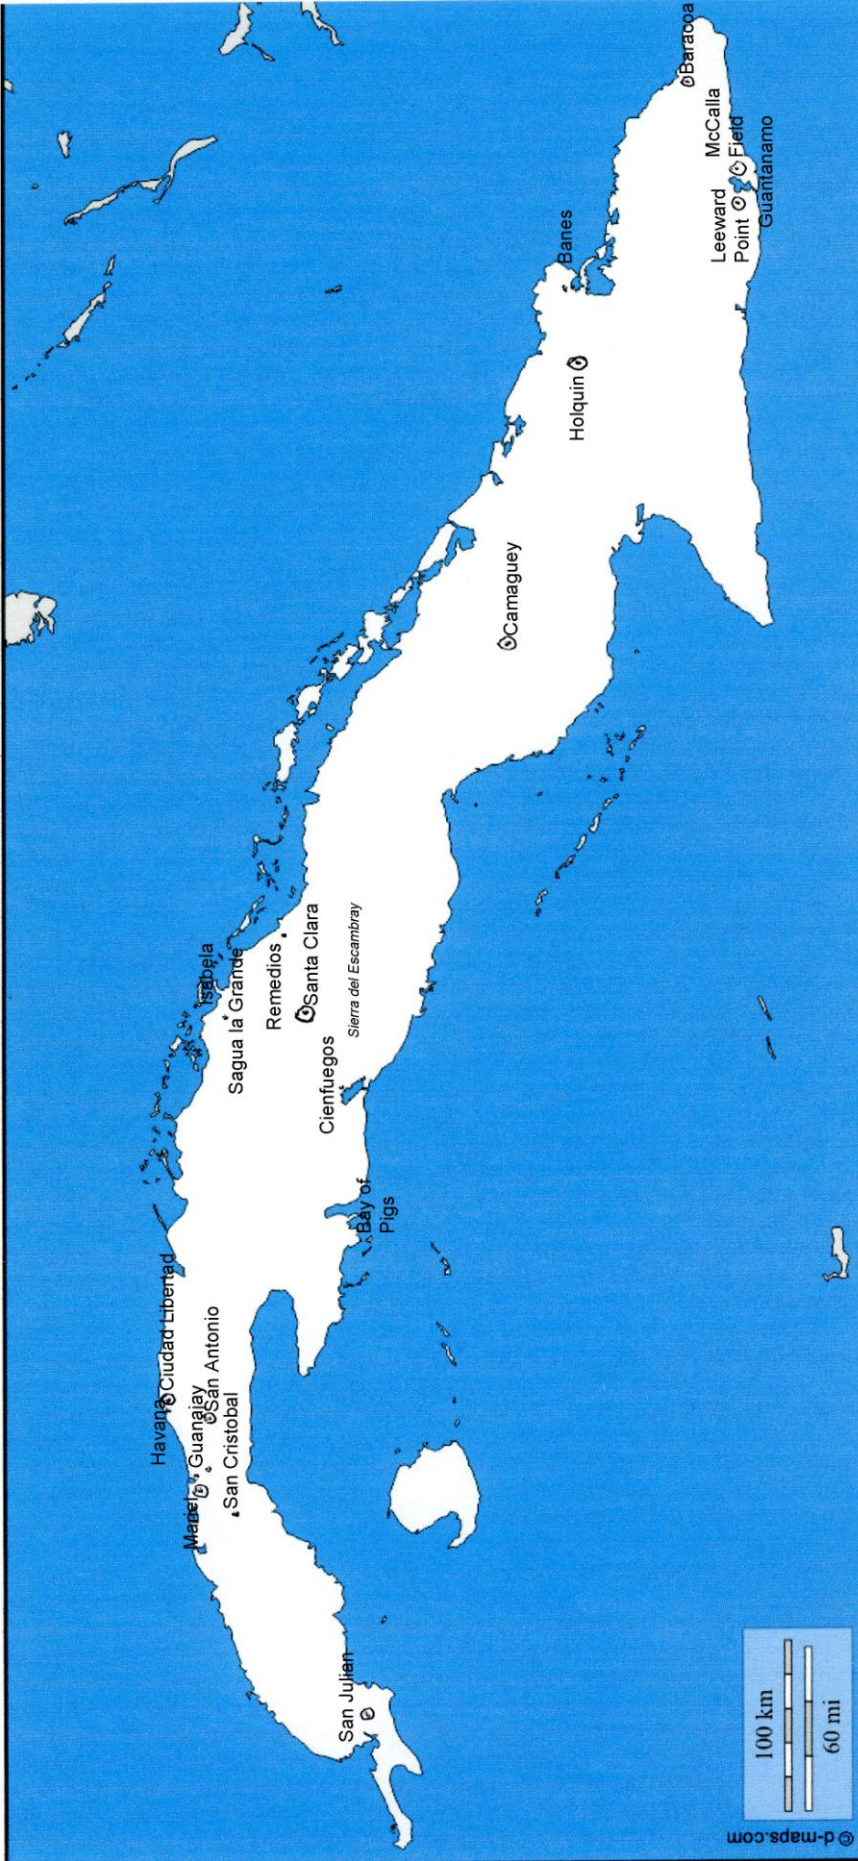 Havana
Ciudad Libertad
Mariel
Guanajay
San Antonio
San Cristobal
San Julian
Bay of
Pigs
Isabela
Sagua la Grande
Remedios
Santa Clara
Cienfuegos
Sierra del Escambray
Camaguey
Holquin
Banes
Baracoa
McCalla
Field
Leeward
Point
Guantanamo
100 km
60 mi
© d-maps.com